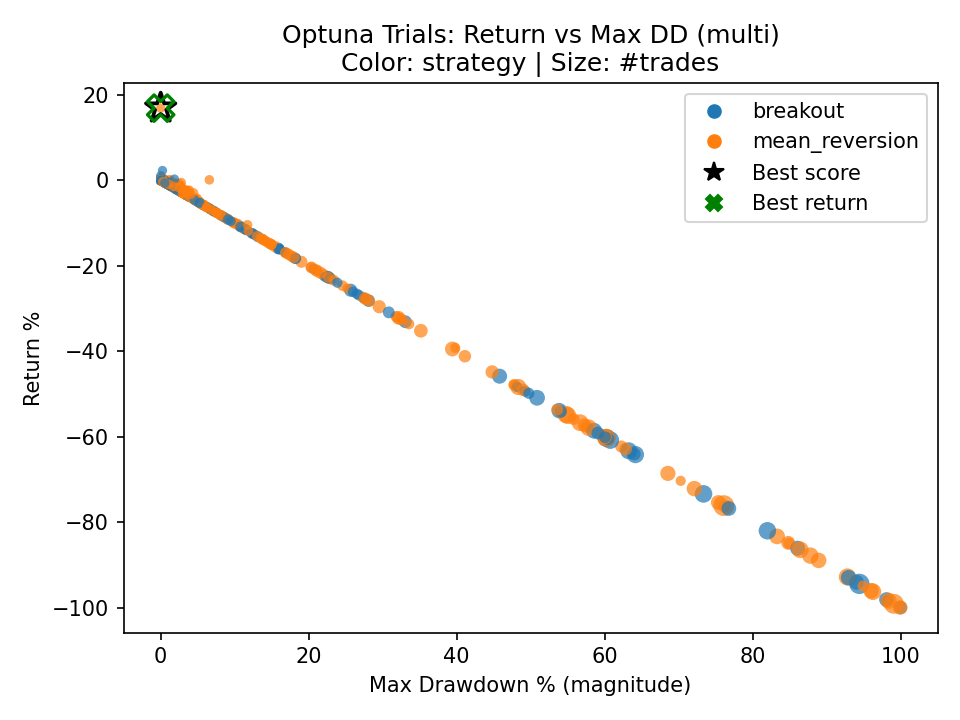 Optuna Trials: Return vs Max DD (multi)
Color: strategy | Size: #trades
breakout
mean_reversion
Best score
Best return
20
0
−20
−40
−60
−80
−100
Return %
0
20
40
60
80
100
Max Drawdown % (magnitude)